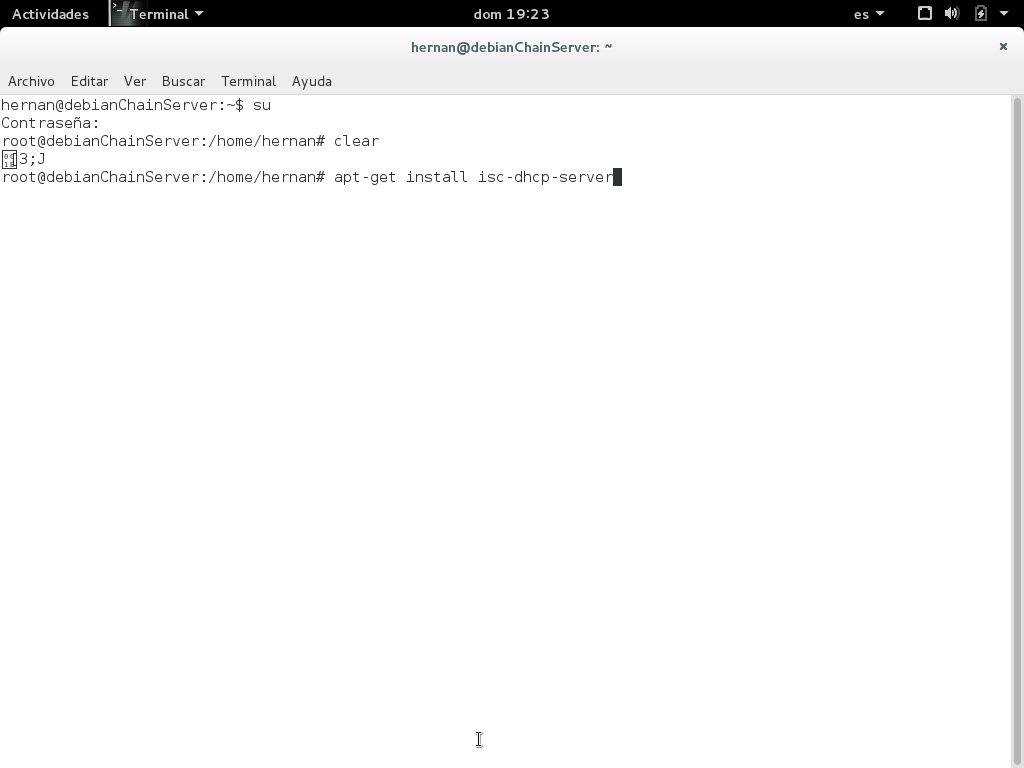 Actividades Terminal dom 19:23 es
hernan@debianChainServer: ~ ×
Archivo Editar Ver Buscar Terminal Ayuda
hernan@debianChainServer:~$ su
Contraseña:
root@debianChainServer:/home/hernan# clear
3;J
root@debianChainServer:/home/hernan# apt-get install isc-dhcp-server